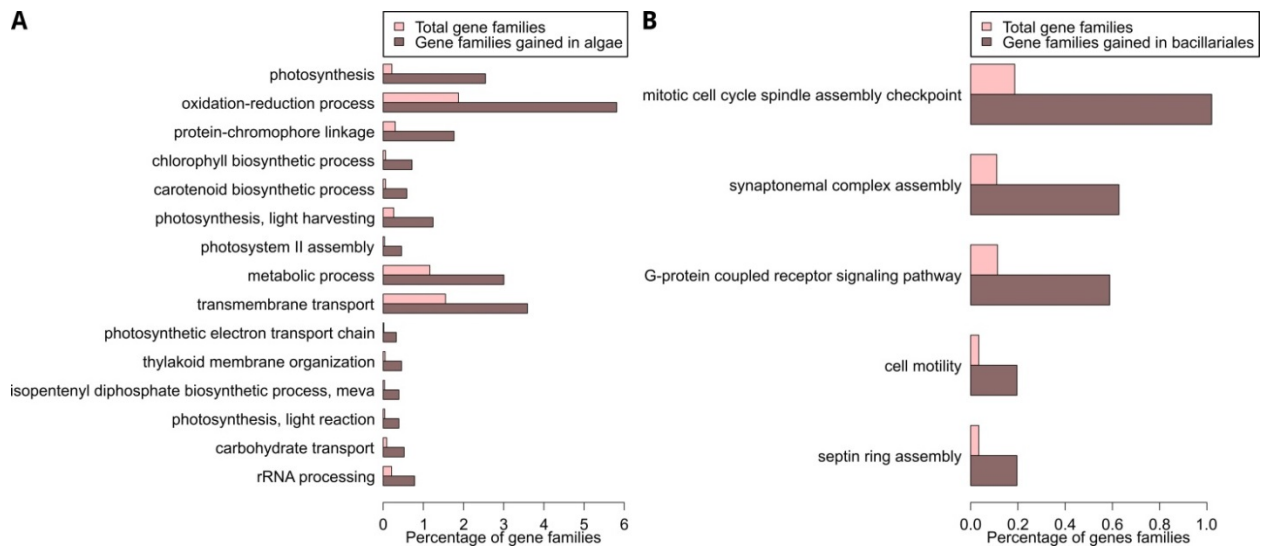 A
Total gene families
Gene families gained in algae
photosynthesis
oxidation-reduction process
protein-chromophore linkage
chlorophyll biosynthetic process
carotenoid biosynthetic process
photosynthesis, light harvesting
photosystem II assembly
metabolic process
transmembrane transport
photosynthetic electron transport chain
thylakoid membrane organization
isopentenyl diphosphate biosynthetic process, meva
photosynthesis, light reaction
carbohydrate transport
rRNA processing
0 1 2 3 4 5 6
Percentage of gene families
B
Total gene families
Gene families gained in bacillariales
mitotic cell cycle spindle assembly checkpoint
synaptonemal complex assembly
G-protein coupled receptor signaling pathway
cell motility
septin ring assembly
0.0 0.2 0.4 0.6 0.8 1.0
Percentage of genes families